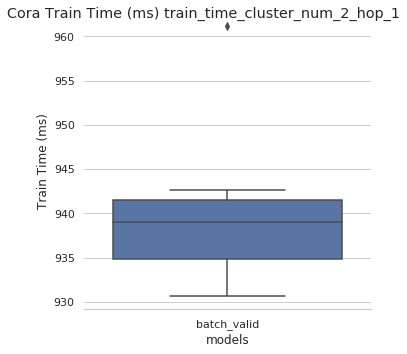 Cora Train Time (ms) train_time_cluster_num_2_hop_1
960
955
950
945
940
935
930
Train Time (ms)
batch_valid
models